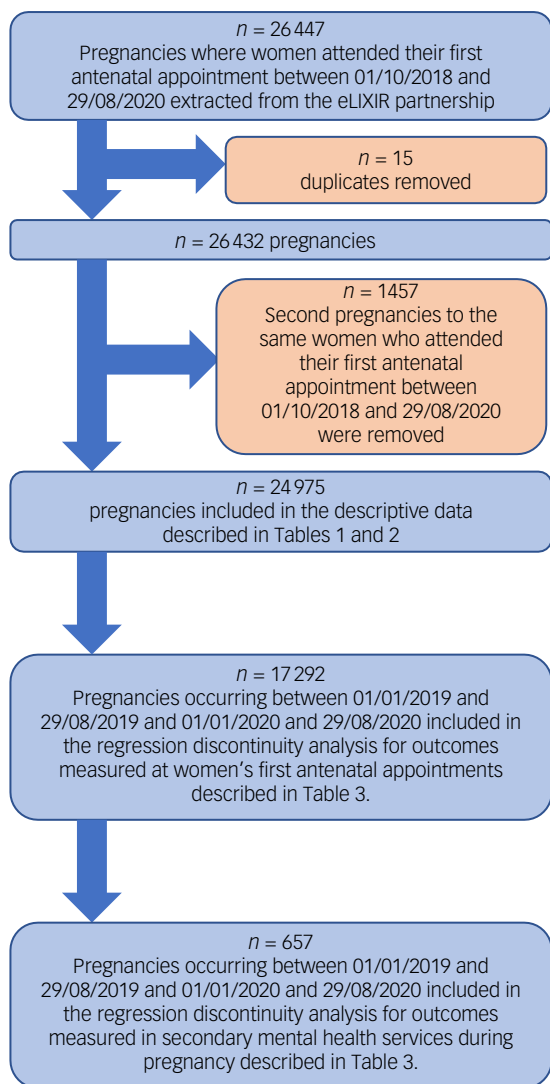 n = 26 447
Pregnancies where women attended their first
antenatal appointment between 01/10/2018 and
29/08/2020 extracted from the eLIXIR partnership
n = 15
duplicates removed
n = 26 432 pregnancies
n = 1457
Second pregnancies to the
same women who attended
their first antenatal
appointment between
01/10/2018 and 29/08/2020
were removed
n = 24 975
pregnancies included in the descriptive data
described in Tables 1 and 2
n = 17 292
Pregnancies occurring between 01/01/2019 and
29/08/2019 and 01/01/2020 and 29/08/2020 included in
the regression discontinuity analysis for outcomes
measured at women's first antenatal appointments
described in Table 3.
n = 657
Pregnancies occurring between 01/01/2019 and
29/08/2019 and 01/01/2020 and 29/08/2020 included in
the regression discontinuity analysis for outcomes
measured in secondary mental health services during
pregnancy described in Table 3.